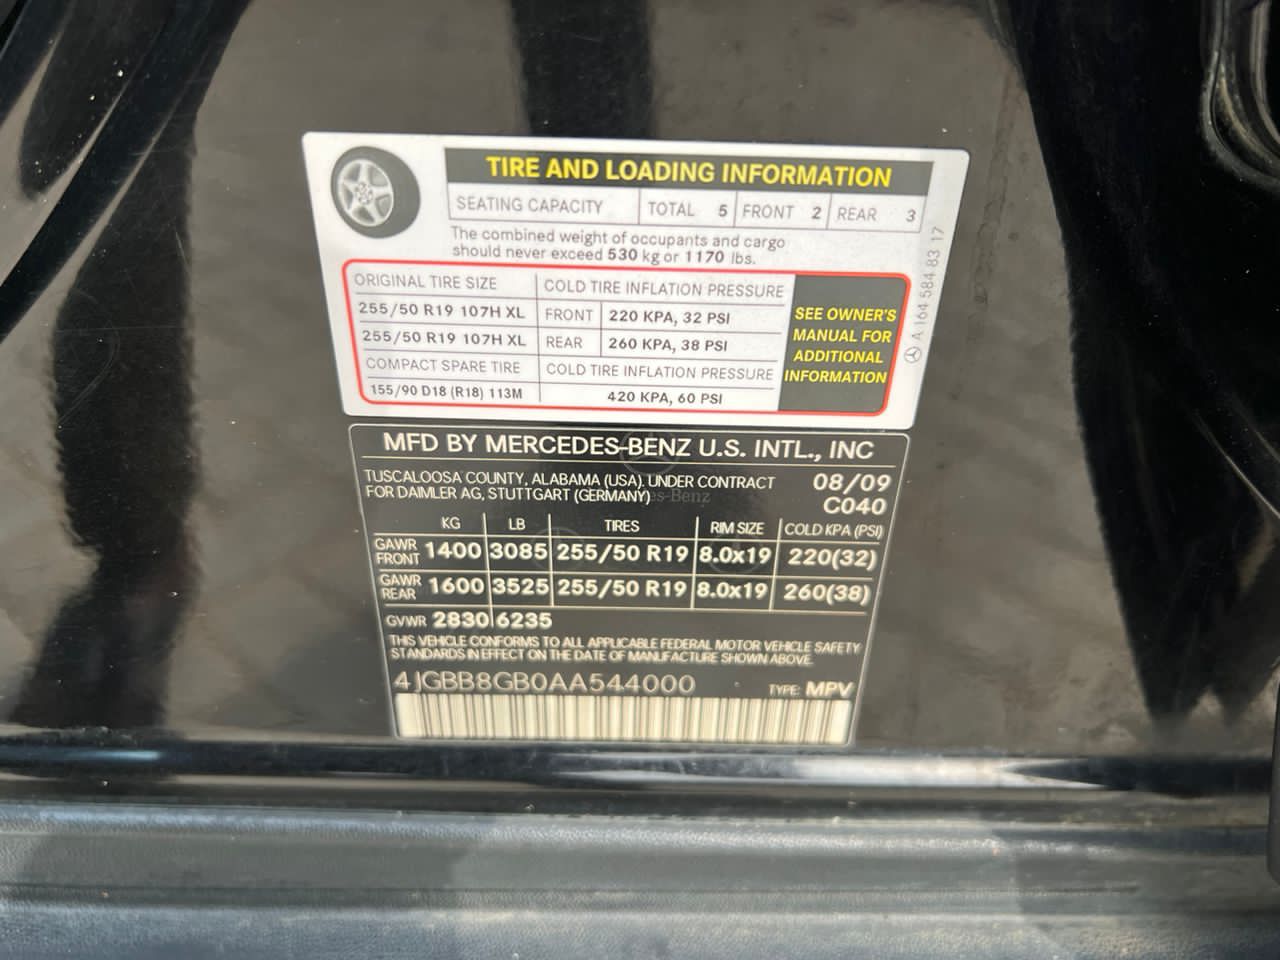 TIRE AND LOADING INFORMATION
SEATING CAPACITY TOTAL 5 FRONT 2 REAR 3
The combined weight of occupants and cargo
should never exceed 530 kg or 1170 lbs.
ORIGINAL TIRE SIZE COLD TIRE INFLATION PRESSURE
255/50 R19 107H XL FRONT 220 KPA, 32 PSI
255/50 R19 107H XL REAR 260 KPA, 38 PSI
COMPACT SPARE TIRE COLD TIRE INFLATION PRESSURE
155/90 D18 (R18) 113M 420 KPA, 60 PSI
SEE OWNER'S
MANUAL FOR
ADDITIONAL
INFORMATION
A 164 584 83 17
MFD BY MERCEDES-BENZ U.S. INTL., INC
TUSCALOOSA COUNTY, ALABAMA (USA). UNDER CONTRACT
FOR DAIMLER AG, STUTTGART (GERMANY)
08/09
C040
KG LB TIRES RIM SIZE COLD KPA (PSI)
GAWR FRONT 1400 3085 255/50 R19 8.0x19 220(32)
GAWR REAR 1600 3525 255/50 R19 8.0x19 260(38)
GVWR 2830 6235
THIS VEHICLE CONFORMS TO ALL APPLICABLE FEDERAL MOTOR VEHICLE SAFETY
STANDARDS IN EFFECT ON THE DATE OF MANUFACTURE SHOWN ABOVE.
4JGBB8GB0AA544000 TYPE: MPV